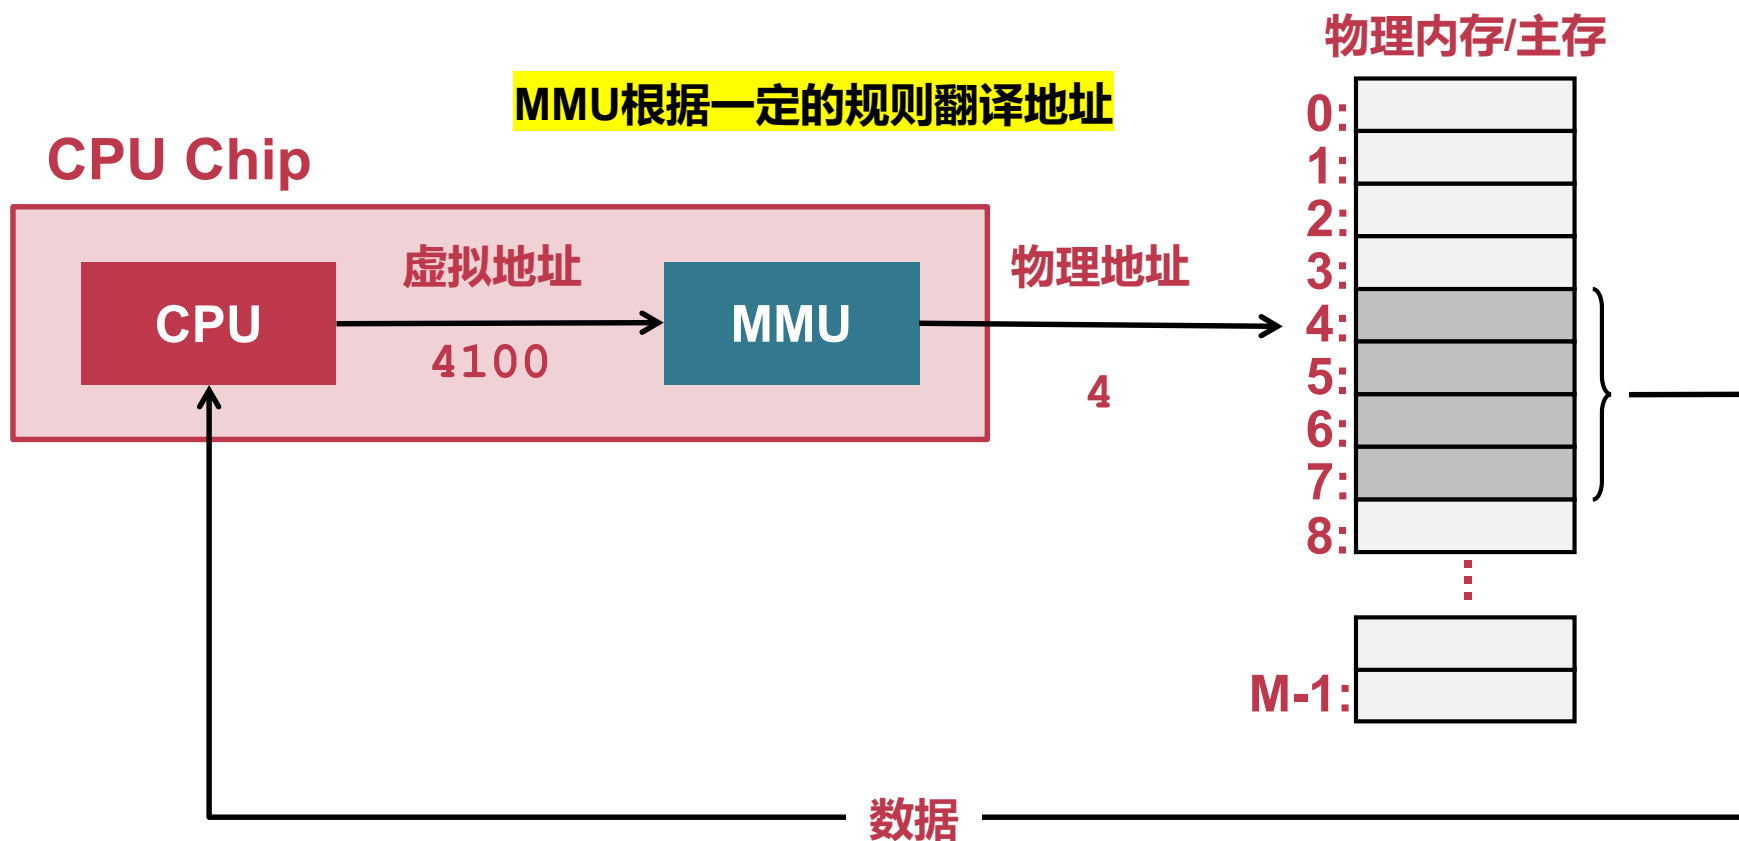 物理内存/主存
MMU根据一定的规则翻译地址
CPU Chip
虚拟地址
物理地址
CPU
MMU
4100
4
0:
1:
2:
3:
4:
5:
6:
7:
8:
M-1:
数据